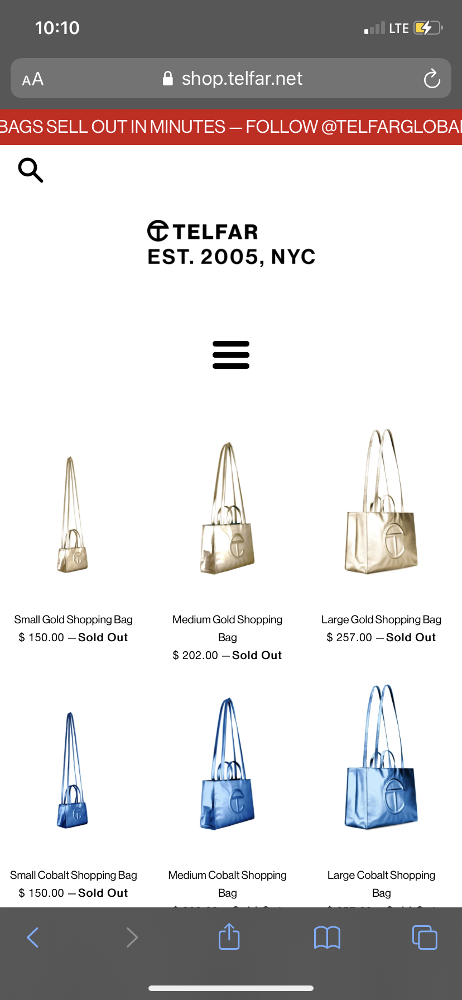 10:10
LTE
AA
shop.telfar.net
BAGS SELL OUT IN MINUTES — FOLLOW @TELFARGLOBAL
TELFAR
EST. 2005, NYC
Small Gold Shopping Bag
$ 150.00 — Sold Out
Medium Gold Shopping
Bag
$ 202.00 — Sold Out
Large Gold Shopping Bag
$ 257.00 — Sold Out
Small Cobalt Shopping Bag
$ 150.00 — Sold Out
Medium Cobalt Shopping
Bag
Large Cobalt Shopping
Bag